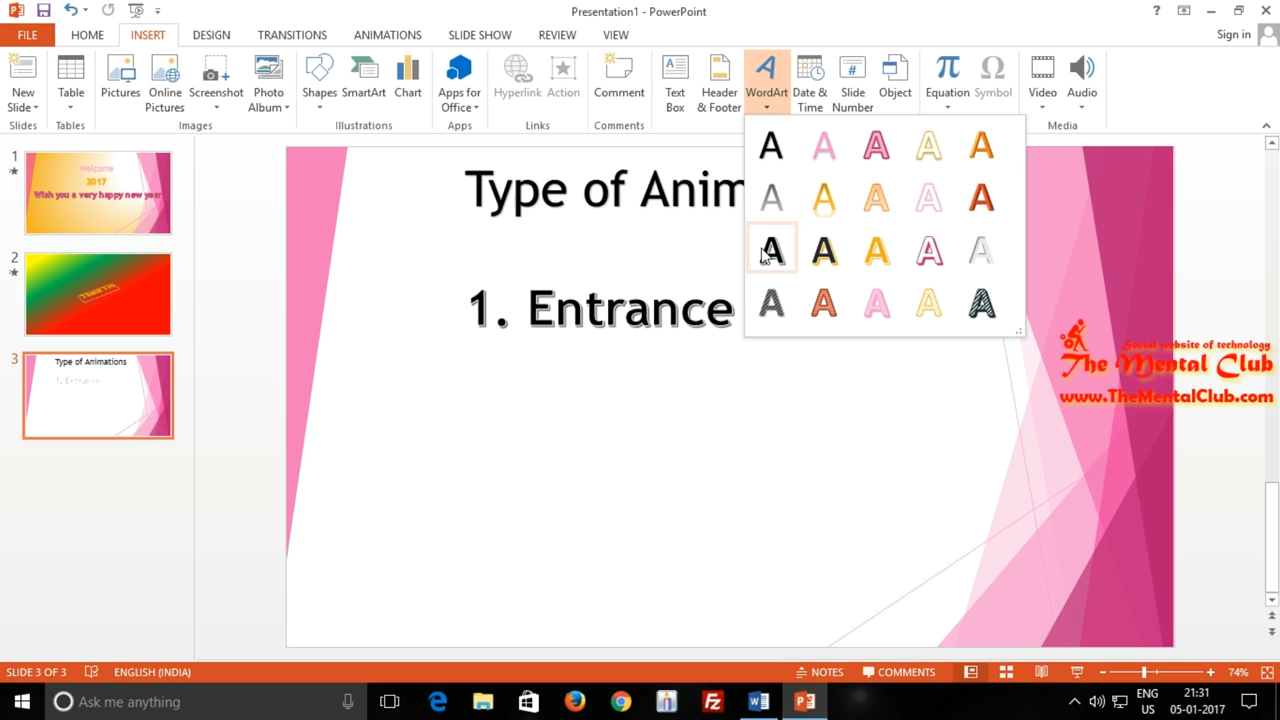 Presentation1 - PowerPoint
FILE HOME INSERT DESIGN TRANSITIONS ANIMATIONS SLIDE SHOW REVIEW VIEW Sign in
New Slide Table Pictures Online Pictures Screenshot Photo Album Shapes SmartArt Chart Apps for Office Hyperlink Action Comment Text Box Header & Footer WordArt Date & Time Slide Number Object Equation Symbol Video Audio
Slides Tables Images Illustrations Apps Links Comments Media
A A A A A
A A A A A
A A A A A
A A A A A
1
Welcome
2017
Wish you a very happy new year
2
3
Type of Animations
1. Entrance
Type of Anim
1. Entrance
Social website of technology
The Mental Club
www.TheMentalClub.com
SLIDE 3 OF 3 ENGLISH (INDIA) NOTES COMMENTS 74%
Ask me anything
ENG 21:31
US 05-01-2017